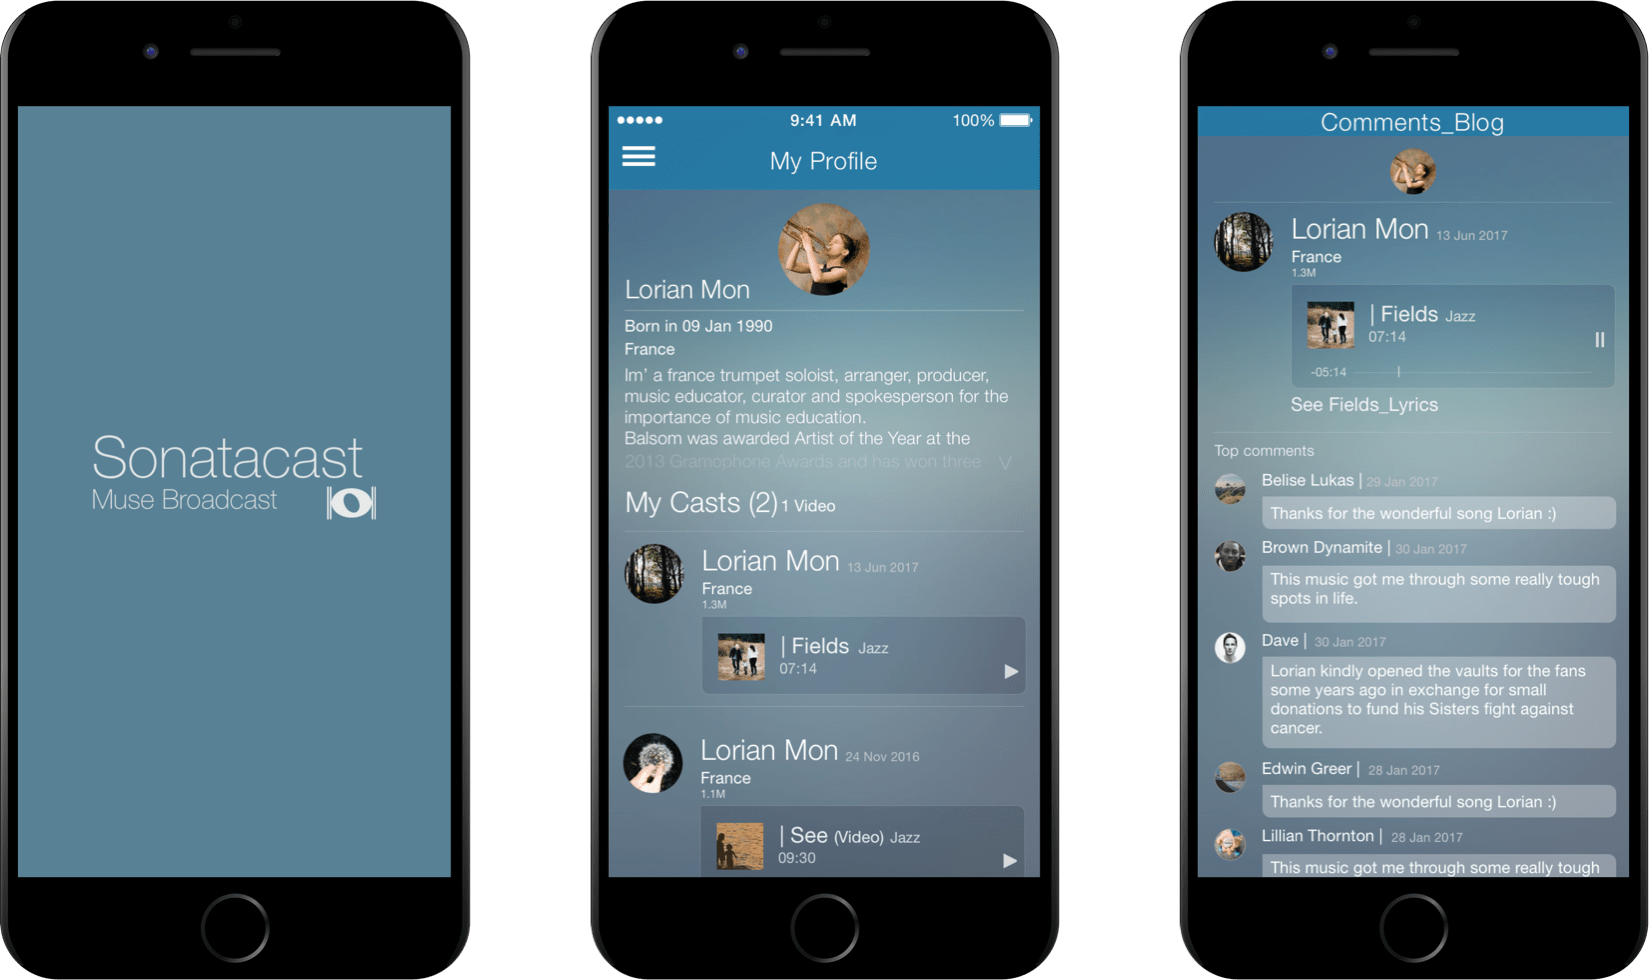 Sonatacast
Muse Broadcast
9:41 AM
100%
My Profile
Lorian Mon
Born in 09 Jan 1990
France
Im' a france trumpet soloist, arranger, producer,
music educator, curator and spokesperson for the
importance of music education.
Balsom was awarded Artist of the Year at the
2013 Gramophone Awards and has won three
My Casts (2) 1 Video
Lorian Mon 13 Jun 2017
France
1.3M
| Fields Jazz
07:14
Lorian Mon 24 Nov 2016
France
1.1M
| See (Video) Jazz
09:30
Comments_Blog
Lorian Mon 13 Jun 2017
France
1.3M
| Fields Jazz
07:14
-05:14
See Fields_Lyrics
Top comments
Belise Lukas | 29 Jan 2017
Thanks for the wonderful song Lorian :)
Brown Dynamite | 30 Jan 2017
This music got me through some really tough
spots in life.
Dave | 30 Jan 2017
Lorian kindly opened the vaults for the fans
some years ago in exchange for small
donations to fund his Sisters fight against
cancer.
Edwin Greer | 28 Jan 2017
Thanks for the wonderful song Lorian :)
Lillian Thornton | 28 Jan 2017
This music got me through some really tough